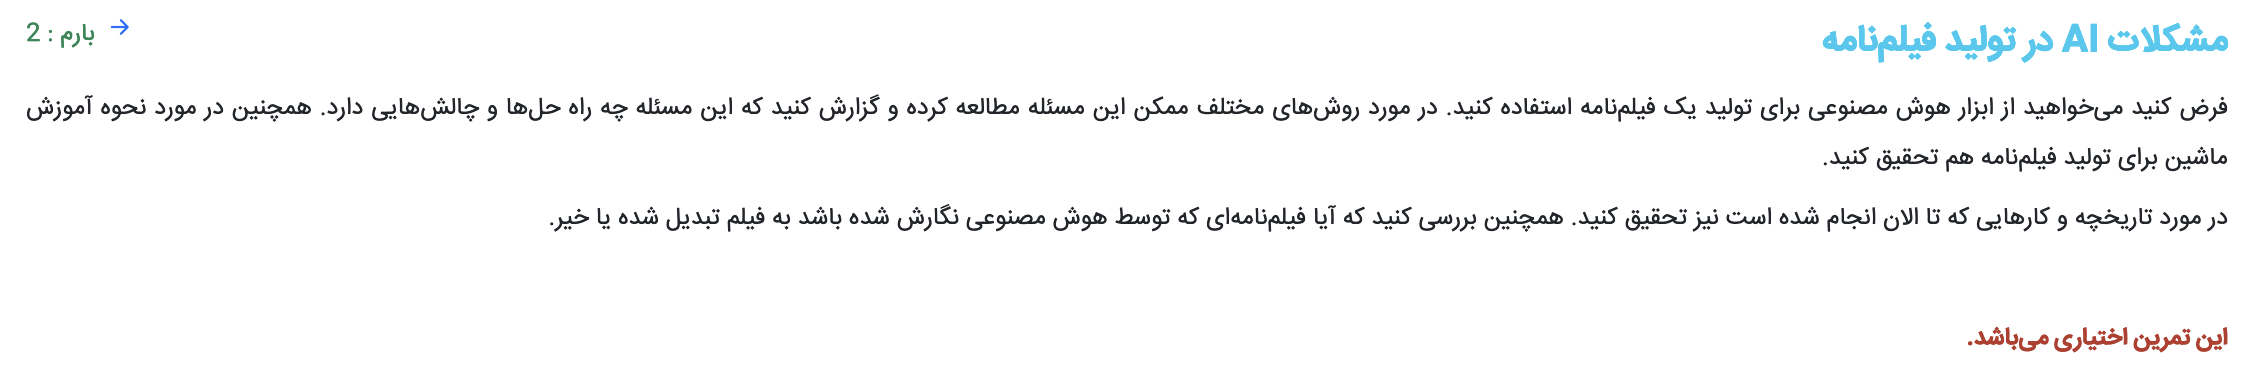 مشکلات AI در تولید فیلم‌نامه
بارم : 2
فرض کنید می‌خواهید از ابزار هوش مصنوعی برای تولید یک فیلم‌نامه استفاده کنید. در مورد روش‌های مختلف ممکن این مسئله مطالعه کرده و گزارش کنید که این مسئله چه راه حل‌ها و چالش‌هایی دارد. همچنین در مورد نحوه آموزش
ماشین برای تولید فیلم‌نامه هم تحقیق کنید.
در مورد تاریخچه و کارهایی که تا الان انجام شده است نیز تحقیق کنید. همچنین بررسی کنید که آیا فیلم‌نامه‌ای که توسط هوش مصنوعی نگارش شده باشد به فیلم تبدیل شده یا خیر.
این تمرین اختیاری می‌باشد.